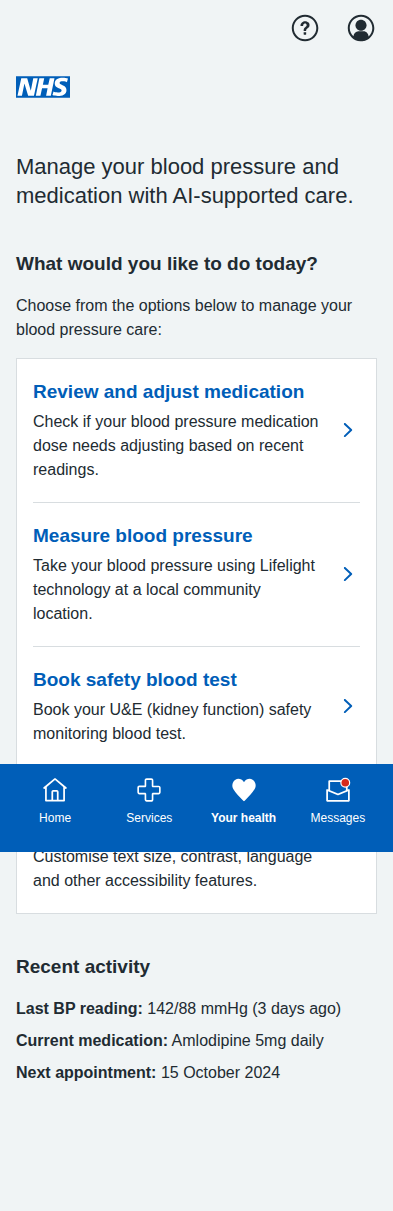 NHS
Manage your blood pressure and
medication with AI-supported care.
What would you like to do today?
Choose from the options below to manage your
blood pressure care:
Review and adjust medication
Check if your blood pressure medication
dose needs adjusting based on recent
readings.
Measure blood pressure
Take your blood pressure using Lifelight
technology at a local community
location.
Book safety blood test
Book your U&E (kidney function) safety
monitoring blood test.
Home
Services
Your health
Messages
Customise text size, contrast, language
and other accessibility features.
Recent activity
Last BP reading: 142/88 mmHg (3 days ago)
Current medication: Amlodipine 5mg daily
Next appointment: 15 October 2024